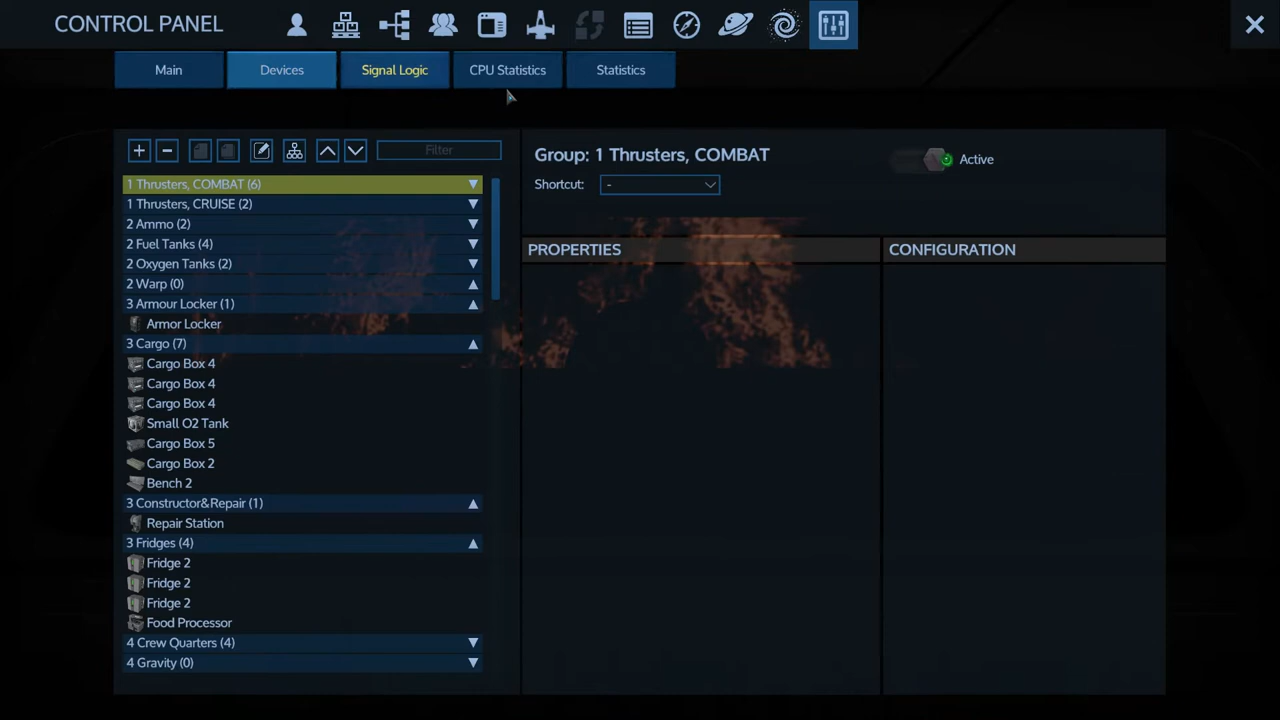 CONTROL PANEL
Main
Devices
Signal Logic
CPU Statistics
Statistics
Filter
1 Thrusters, COMBAT (6)
1 Thrusters, CRUISE (2)
2 Ammo (2)
2 Fuel Tanks (4)
2 Oxygen Tanks (2)
2 Warp (0)
3 Armour Locker (1)
Armor Locker
3 Cargo (7)
Cargo Box 4
Cargo Box 4
Cargo Box 4
Small O2 Tank
Cargo Box 5
Cargo Box 2
Bench 2
3 Constructor&Repair (1)
Repair Station
3 Fridges (4)
Fridge 2
Fridge 2
Fridge 2
Food Processor
4 Crew Quarters (4)
4 Gravity (0)
Group: 1 Thrusters, COMBAT
Active
Shortcut: -
PROPERTIES
CONFIGURATION